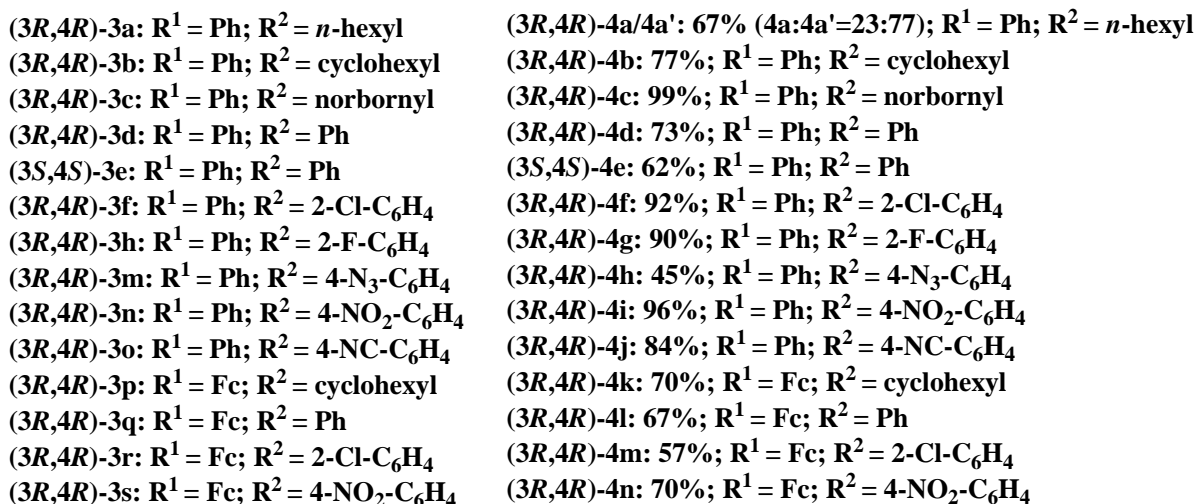 (3R,4R)-3a: R¹ = Ph; R² = n-hexyl
(3R,4R)-3b: R¹ = Ph; R² = cyclohexyl
(3R,4R)-3c: R¹ = Ph; R² = norbornyl
(3R,4R)-3d: R¹ = Ph; R² = Ph
(3S,4S)-3e: R¹ = Ph; R² = Ph
(3R,4R)-3f: R¹ = Ph; R² = 2-Cl-C₆H₄
(3R,4R)-3h: R¹ = Ph; R² = 2-F-C₆H₄
(3R,4R)-3m: R¹ = Ph; R² = 4-N₃-C₆H₄
(3R,4R)-3n: R¹ = Ph; R² = 4-NO₂-C₆H₄
(3R,4R)-3o: R¹ = Ph; R² = 4-NC-C₆H₄
(3R,4R)-3p: R¹ = Fc; R² = cyclohexyl
(3R,4R)-3q: R¹ = Fc; R² = Ph
(3R,4R)-3r: R¹ = Fc; R² = 2-Cl-C₆H₄
(3R,4R)-3s: R¹ = Fc; R² = 4-NO₂-C₆H₄
(3R,4R)-4a/4a': 67% (4a:4a'=23:77); R¹ = Ph; R² = n-hexyl
(3R,4R)-4b: 77%; R¹ = Ph; R² = cyclohexyl
(3R,4R)-4c: 99%; R¹ = Ph; R² = norbornyl
(3R,4R)-4d: 73%; R¹ = Ph; R² = Ph
(3S,4S)-4e: 62%; R¹ = Ph; R² = Ph
(3R,4R)-4f: 92%; R¹ = Ph; R² = 2-Cl-C₆H₄
(3R,4R)-4g: 90%; R¹ = Ph; R² = 2-F-C₆H₄
(3R,4R)-4h: 45%; R¹ = Ph; R² = 4-N₃-C₆H₄
(3R,4R)-4i: 96%; R¹ = Ph; R² = 4-NO₂-C₆H₄
(3R,4R)-4j: 84%; R¹ = Ph; R² = 4-NC-C₆H₄
(3R,4R)-4k: 70%; R¹ = Fc; R² = cyclohexyl
(3R,4R)-4l: 67%; R¹ = Fc; R² = Ph
(3R,4R)-4m: 57%; R¹ = Fc; R² = 2-Cl-C₆H₄
(3R,4R)-4n: 70%; R¹ = Fc; R² = 4-NO₂-C₆H₄